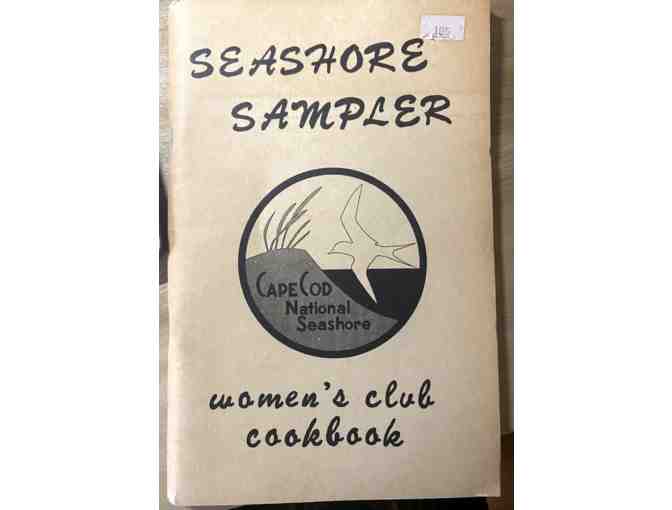 SEASHORE
SAMPLER
CAPE COD
National
Seashore
women's club
cookbook